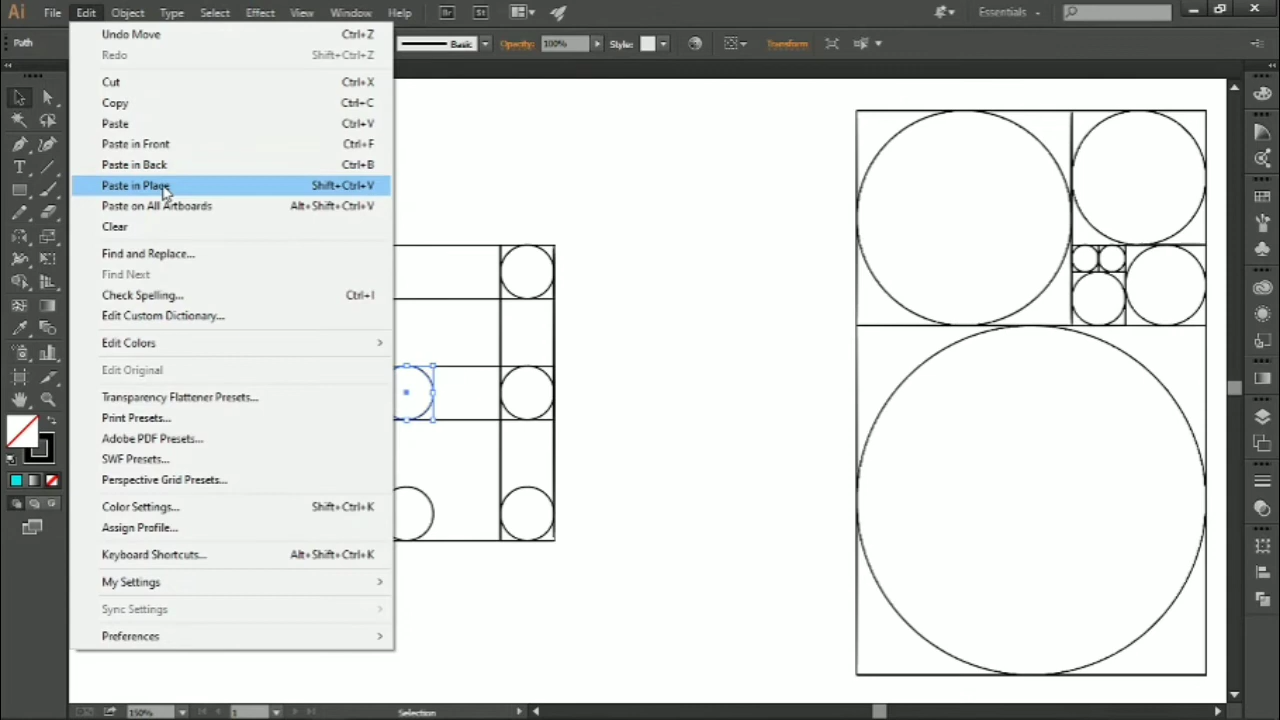 Ai File Edit Object Type Select Effect View Window Help Br St Essentials
Path Basic Opacity: 100% Style: Transform
Undo Move Ctrl+Z
Redo Shift+Ctrl+Z
Cut Ctrl+X
Copy Ctrl+C
Paste Ctrl+V
Paste in Front Ctrl+F
Paste in Back Ctrl+B
Paste in Place Shift+Ctrl+V
Paste on All Artboards Alt+Shift+Ctrl+V
Clear
Find and Replace...
Find Next
Check Spelling... Ctrl+I
Edit Custom Dictionary...
Edit Colors
Edit Original
Transparency Flattener Presets...
Print Presets...
Adobe PDF Presets...
SWF Presets...
Perspective Grid Presets...
Color Settings... Shift+Ctrl+K
Assign Profile...
Keyboard Shortcuts... Alt+Shift+Ctrl+K
My Settings
Sync Settings
Preferences
150% 1 Selection